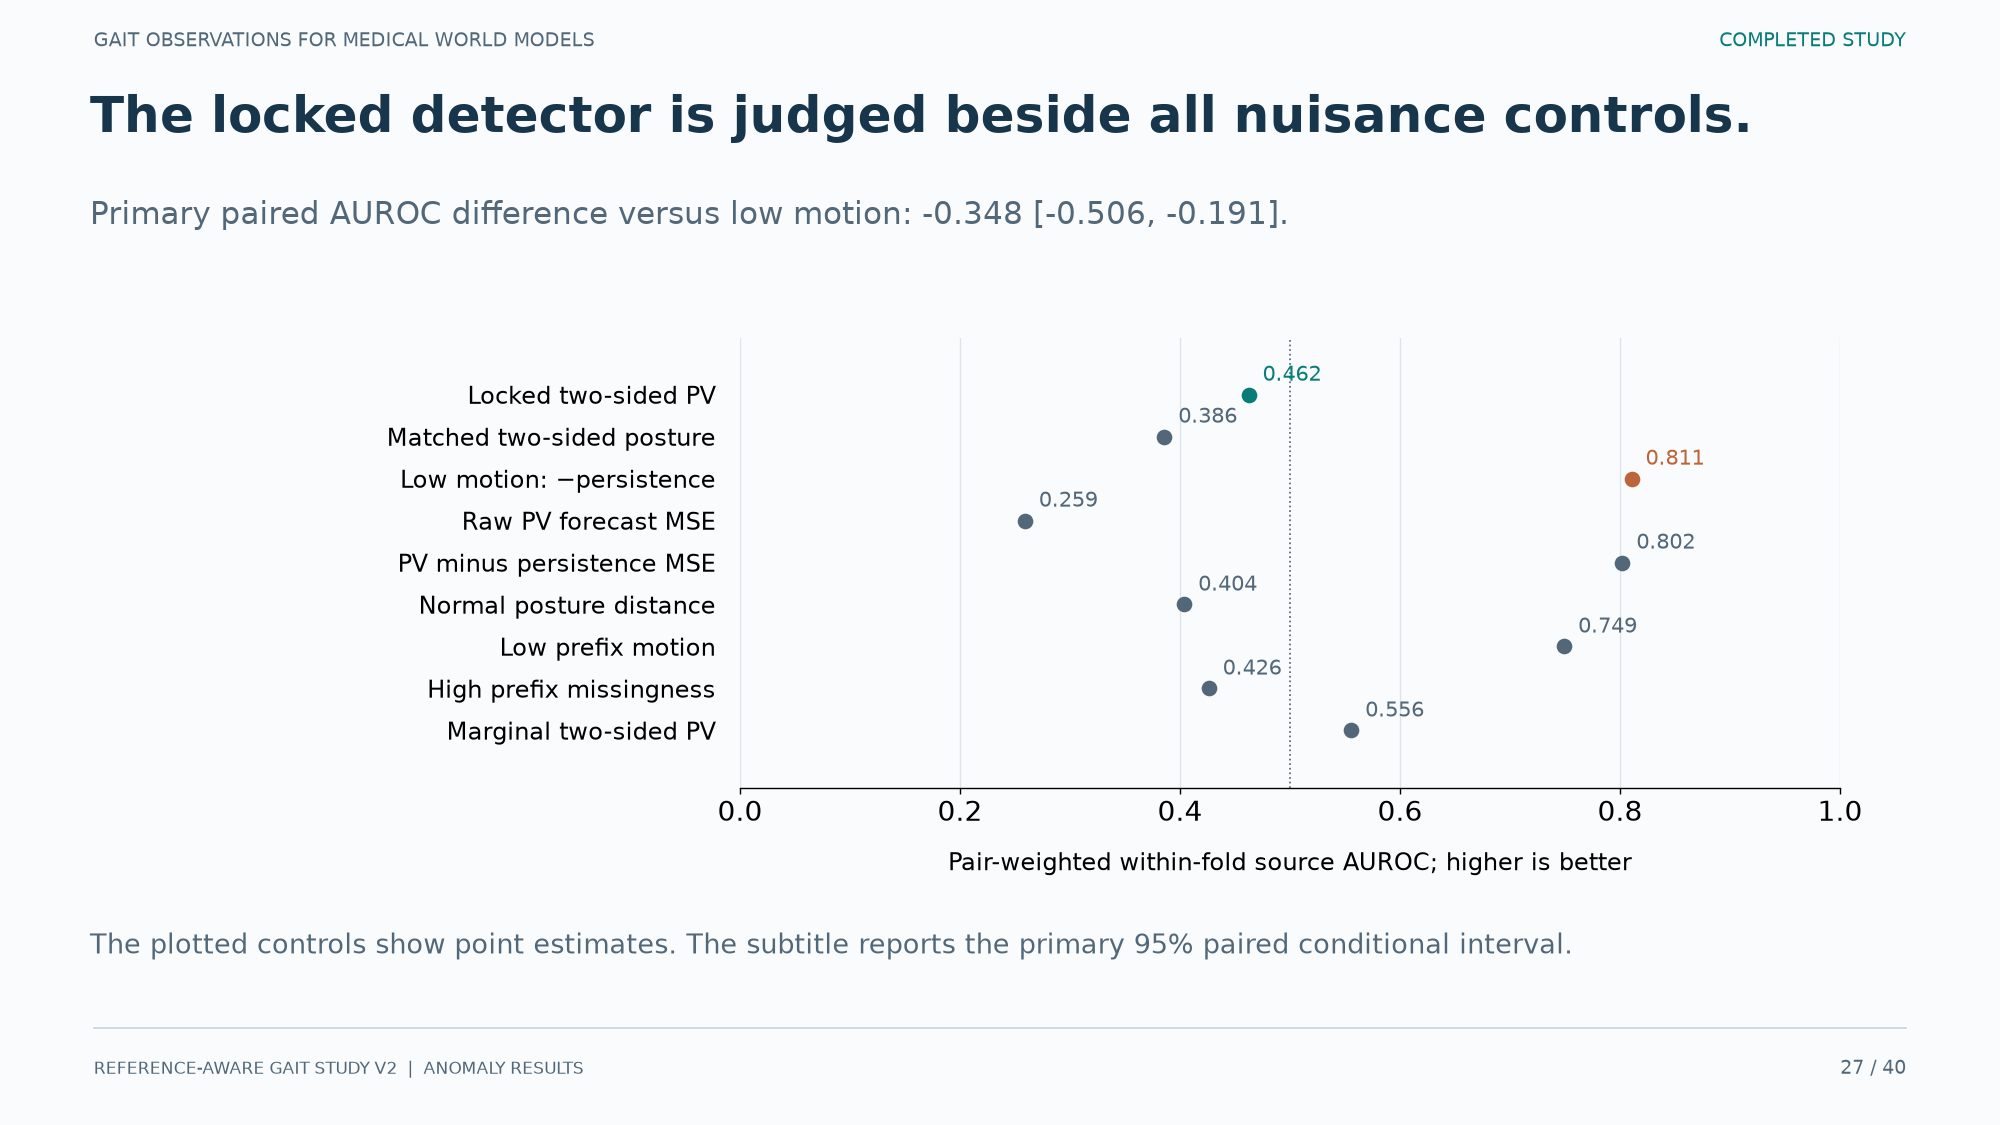 GAIT OBSERVATIONS FOR MEDICAL WORLD MODELS
COMPLETED STUDY
The locked detector is judged beside all nuisance controls.
Primary paired AUROC difference versus low motion: -0.348 [-0.506, -0.191].
Locked two-sided PV 0.462
Matched two-sided posture 0.386
Low motion: −persistence 0.811
Raw PV forecast MSE 0.259
PV minus persistence MSE 0.802
Normal posture distance 0.404
Low prefix motion 0.749
High prefix missingness 0.426
Marginal two-sided PV 0.556
0.0 0.2 0.4 0.6 0.8 1.0
Pair-weighted within-fold source AUROC; higher is better
The plotted controls show point estimates. The subtitle reports the primary 95% paired conditional interval.
REFERENCE-AWARE GAIT STUDY V2 | ANOMALY RESULTS
27 / 40